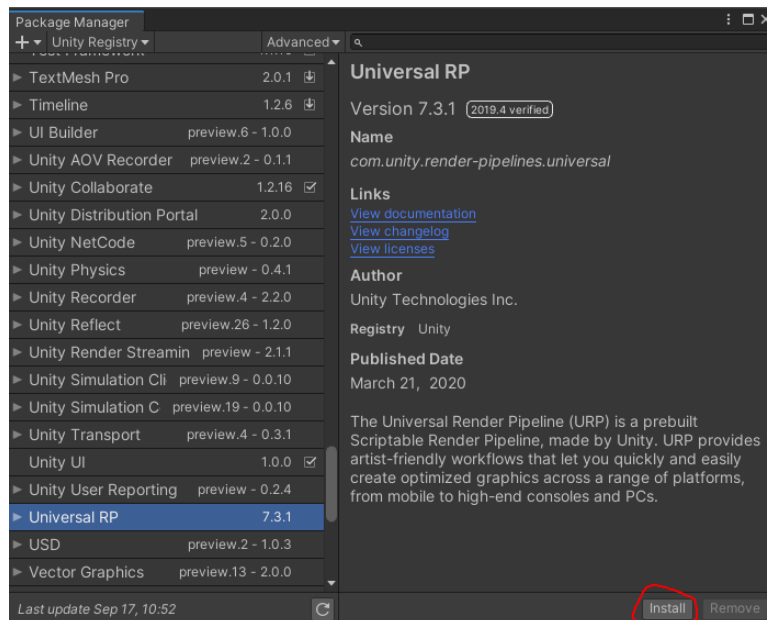 Package Manager
Unity Registry Advanced
TextMesh Pro 2.0.1
Timeline 1.2.6
UI Builder preview.6 - 1.0.0
Unity AOV Recorder preview.2 - 0.1.1
Unity Collaborate 1.2.16
Unity Distribution Portal 2.0.0
Unity NetCode preview.5 - 0.2.0
Unity Physics preview - 0.4.1
Unity Recorder preview.4 - 2.2.0
Unity Reflect preview.26 - 1.2.0
Unity Render Streamin preview - 2.1.1
Unity Simulation Cli preview.9 - 0.0.10
Unity Simulation C preview.19 - 0.0.10
Unity Transport preview.4 - 0.3.1
Unity UI 1.0.0
Unity User Reporting preview - 0.2.4
Universal RP 7.3.1
USD preview.2 - 1.0.3
Vector Graphics preview.13 - 2.0.0
Last update Sep 17, 10:52
Universal RP
Version 7.3.1 2019.4 verified
Name
com.unity.render-pipelines.universal
Links
View documentation
View changelog
View licenses
Author
Unity Technologies Inc.
Registry Unity
Published Date
March 21, 2020
The Universal Render Pipeline (URP) is a prebuilt
Scriptable Render Pipeline, made by Unity. URP provides
artist-friendly workflows that let you quickly and easily
create optimized graphics across a range of platforms,
from mobile to high-end consoles and PCs.
Install Remove